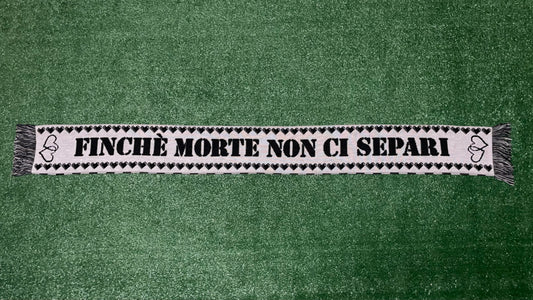 FINCHÈ MORTE NON CI SEPARI